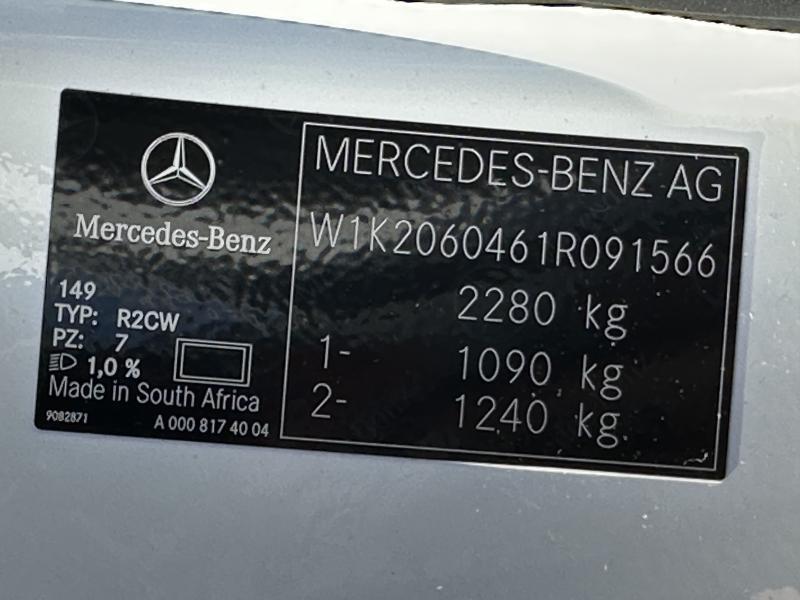 Mercedes-Benz
149
TYP: R2CW
PZ: 7
1,0 %
Made in South Africa
9082871
A 000 817 40 04
MERCEDES-BENZ AG
W1K2060461R091566
2280 kg
1- 1090 kg
2- 1240 kg